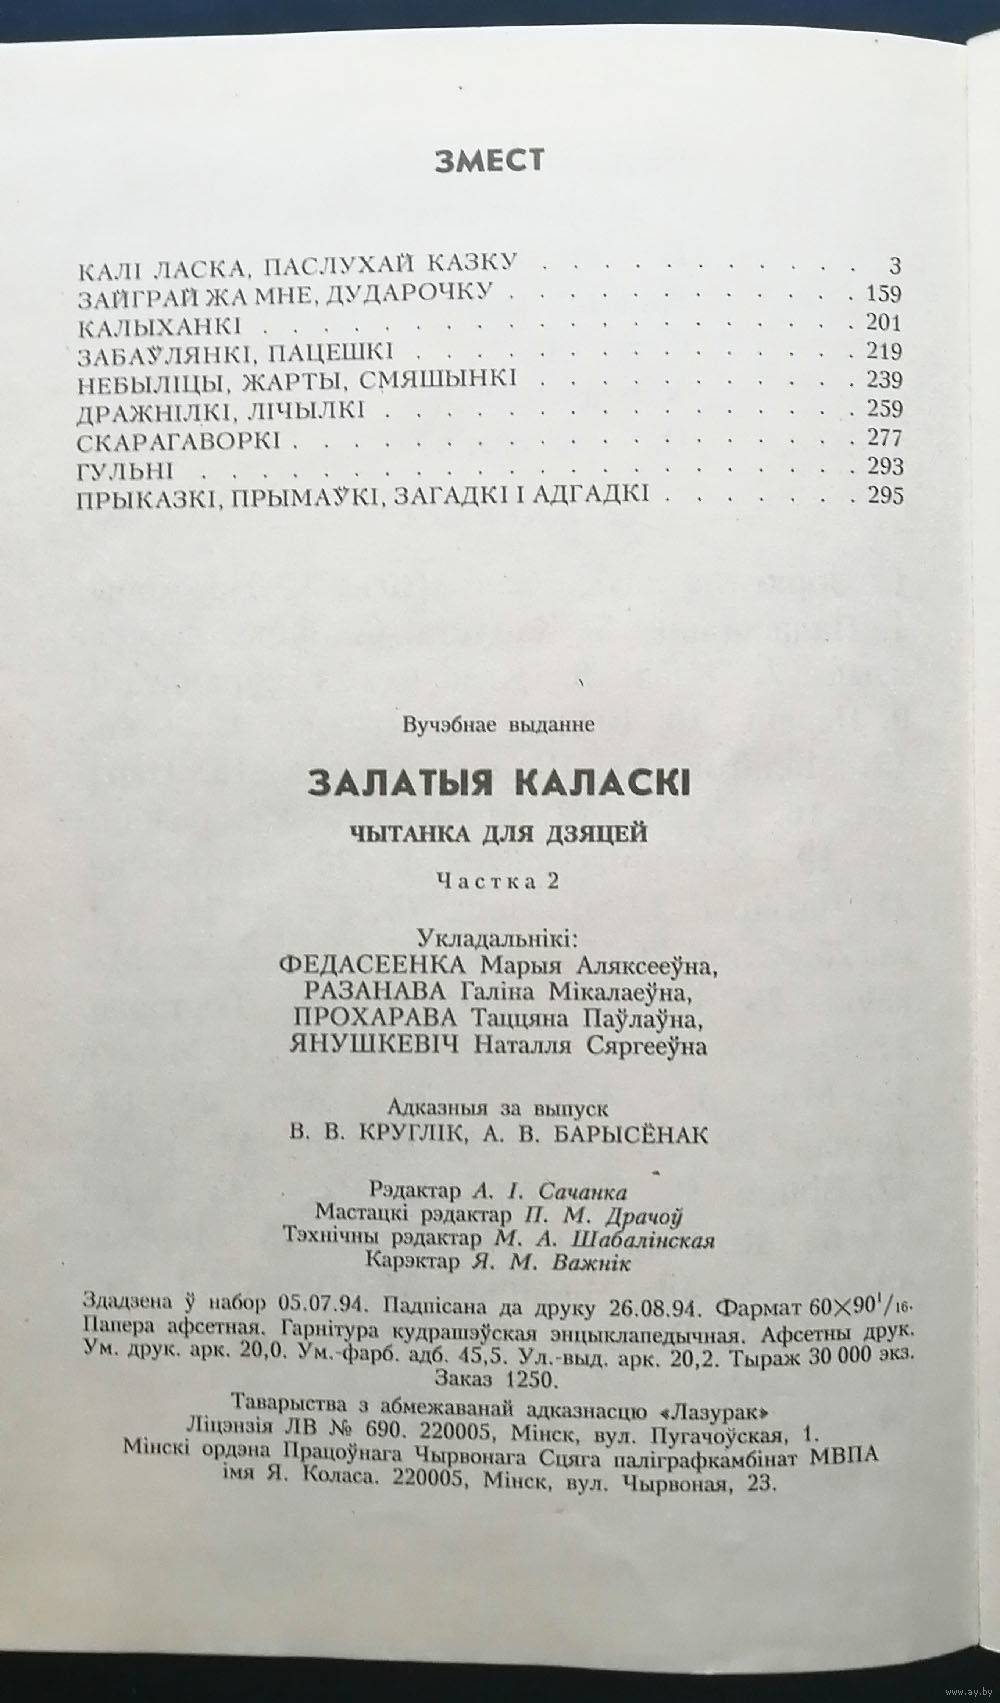 ЗМЕСТ
КАЛІ ЛАСКА, ПАСЛУХАЙ КАЗКУ . . . . . . . . . . . . 3
ЗАЙГРАЙ ЖА МНЕ, ДУДАРОЧКУ . . . . . . . . . . . . . 159
КАЛЫХАНКІ . . . . . . . . . . . . . . . . . . 201
ЗАБАЎЛЯНКІ, ПАЦЕШКІ . . . . . . . . . . . . . . . 219
НЕБЫЛІЦЫ, ЖАРТЫ, СМЯШЫНКІ . . . . . . . . . . . . 239
ДРАЖНІЛКІ, ЛІЧЫЛКІ . . . . . . . . . . . . . . . 259
СКАРАГАВОРКІ . . . . . . . . . . . . . . . . . 277
ГУЛЬНІ . . . . . . . . . . . . . . . . . . . 293
ПРЫКАЗКІ, ПРЫМАЎКІ, ЗАГАДКІ І АДГАДКІ . . . . . . . 295
Вучэбнае выданне
ЗАЛАТЫЯ КАЛАСКІ
ЧЫТАНКА ДЛЯ ДЗЯЦЕЙ
Частка 2
Укладальнікі:
ФЕДАСЕЕНКА Марыя Аляксееўна,
РАЗАНАВА Галіна Мікалаеўна,
ПРОХАРАВА Таццяна Паўлаўна,
ЯНУШКЕВІЧ Наталля Сяргееўна
Адказныя за выпуск
В. В. КРУГЛІК, А. В. БАРЫСЁНАК
Рэдактар А. І. Сачанка
Мастацкі рэдактар П. М. Драчоў
Тэхнічны рэдактар М. А. Шабалінская
Карэктар Я. М. Важнік
Здадзена ў набор 05.07.94. Падпісана да друку 26.08.94. Фармат 60×90¹/₁₆.
Папера афсетная. Гарнітура кудрашэўская энцыклапедычная. Афсетны друк.
Ум. друк. арк. 20,0. Ум.-фарб. адб. 45,5. Ул.-выд. арк. 20,2. Тыраж 30 000 экз.
Заказ 1250.
Таварыства з абмежаванай адказнасцю «Лазурак»
Ліцэнзія ЛВ № 690. 220005, Мінск, вул. Пугачоўская, 1.
Мінскі ордэна Працоўнага Чырвонага Сцяга паліграфкамбінат МВПА
імя Я. Коласа. 220005, Мінск, вул. Чырвоная, 23.
www.ay.by